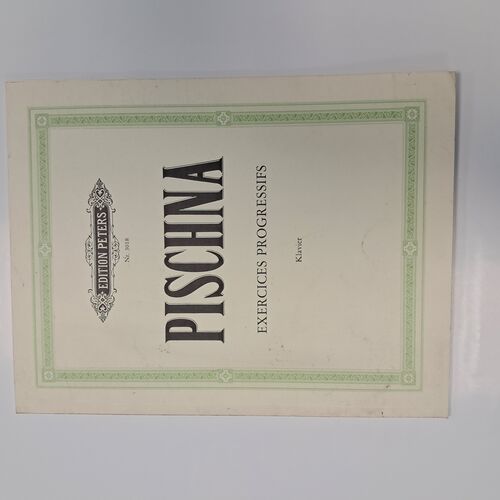 EDITION PETERS
Nr. 3018
PISCHNA
EXERCICES PROGRESSIFS
Klavier